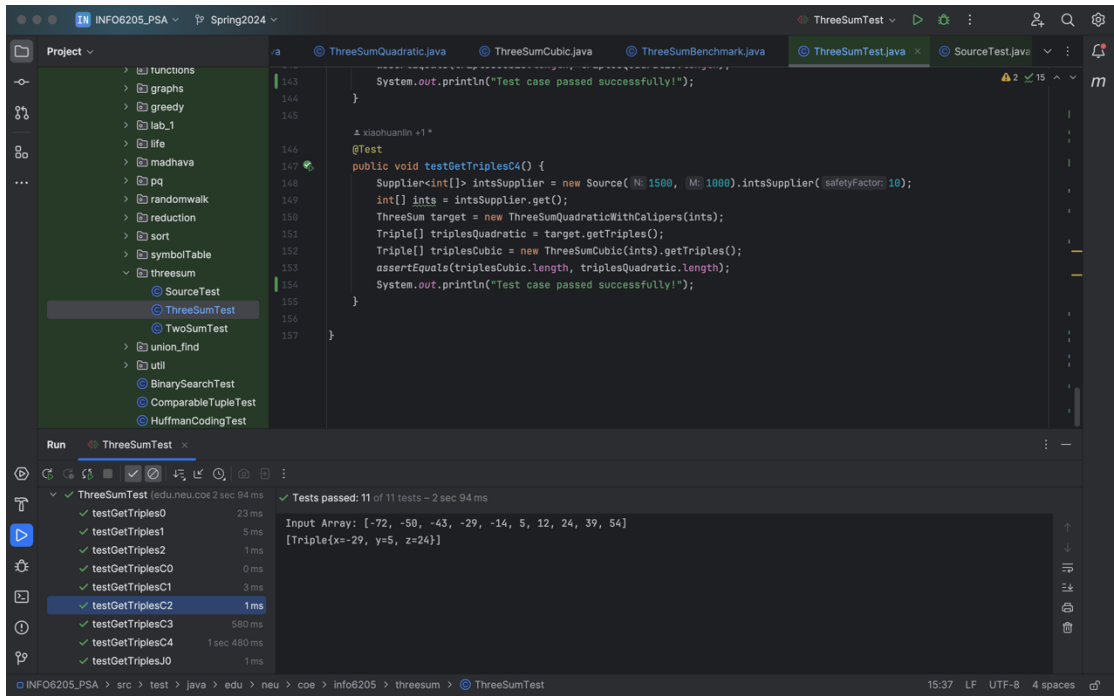 IN INFO6205_PSA Spring2024 ThreeSumTest
Project
ThreeSumQuadratic.java ThreeSumCubic.java ThreeSumBenchmark.java ThreeSumTest.java SourceTest.java
functions
graphs
greedy
lab_1
life
madhava
pq
randomwalk
reduction
sort
symbolTable
threesum
SourceTest
ThreeSumTest
TwoSumTest
union_find
util
BinarySearchTest
ComparableTupleTest
HuffmanCodingTest
2 15
143 System.out.println("Test case passed successfully!");
144 }
145
xiaohuanlin +1 *
146 @Test
147 public void testGetTriplesC4() {
148 Supplier<int[]> intsSupplier = new Source( N: 1500, M: 1000).intsSupplier( safetyFactor: 10);
149 int[] ints = intsSupplier.get();
150 ThreeSum target = new ThreeSumQuadraticWithCalipers(ints);
151 Triple[] triplesQuadratic = target.getTriples();
152 Triple[] triplesCubic = new ThreeSumCubic(ints).getTriples();
153 assertEquals(triplesCubic.length, triplesQuadratic.length);
154 System.out.println("Test case passed successfully!");
155 }
156
157 }
m
Run ThreeSumTest
ThreeSumTest (edu.neu.coe 2 sec 94 ms
testGetTriples0 23 ms
testGetTriples1 5 ms
testGetTriples2 1 ms
testGetTriplesC0 0 ms
testGetTriplesC1 3 ms
testGetTriplesC2 1 ms
testGetTriplesC3 580 ms
testGetTriplesC4 1 sec 480 ms
testGetTriplesJ0 1 ms
Tests passed: 11 of 11 tests – 2 sec 94 ms
Input Array: [-72, -50, -43, -29, -14, 5, 12, 24, 39, 54]
[Triple{x=-29, y=5, z=24}]
INFO6205_PSA > src > test > java > edu > neu > coe > info6205 > threesum > ThreeSumTest
15:37 LF UTF-8 4 spaces